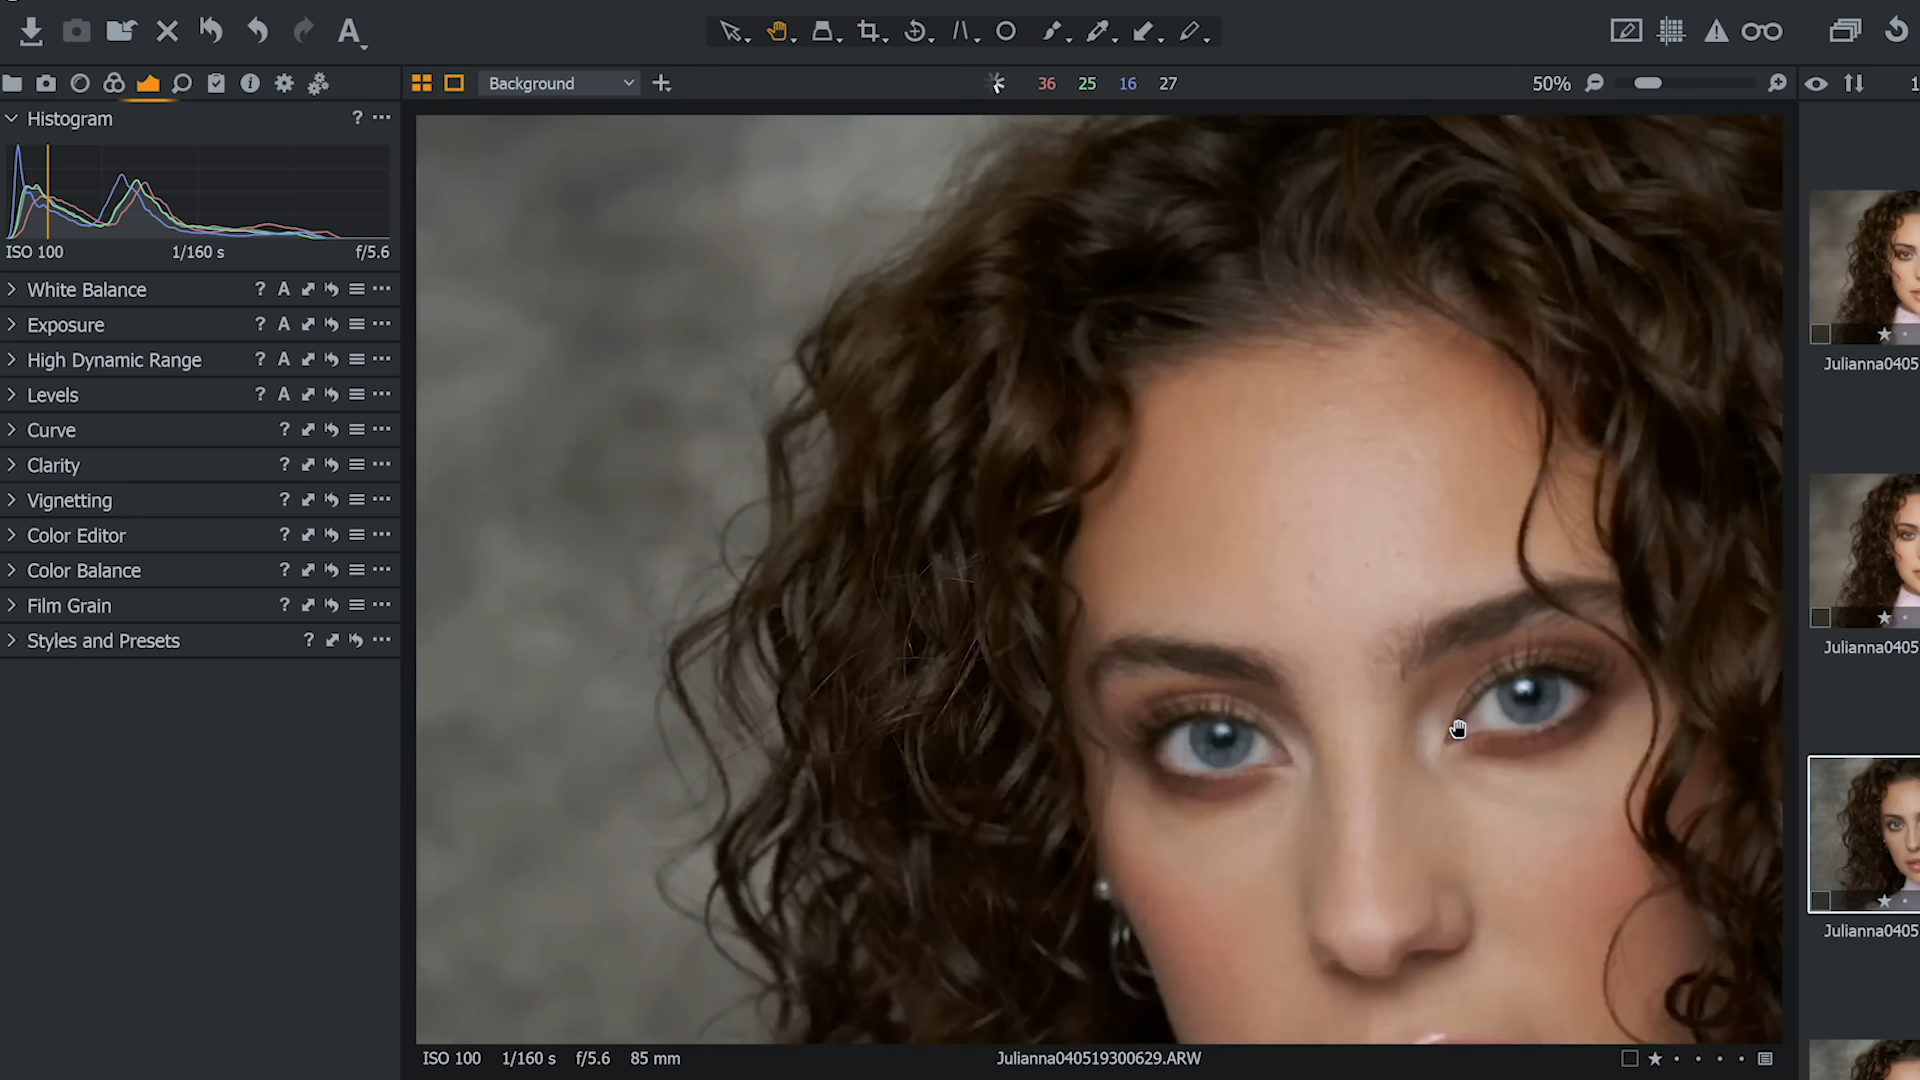 A
Background
36 25 16 27
50%
1
Histogram ?
ISO 100 1/160 s f/5.6
White Balance ? A
Exposure ? A
High Dynamic Range ? A
Levels ? A
Curve ?
Clarity ?
Vignetting ?
Color Editor ?
Color Balance ?
Film Grain ?
Styles and Presets ?
Julianna0405
Julianna0405
Julianna0405
ISO 100 1/160 s f/5.6 85 mm
Julianna040519300629.ARW